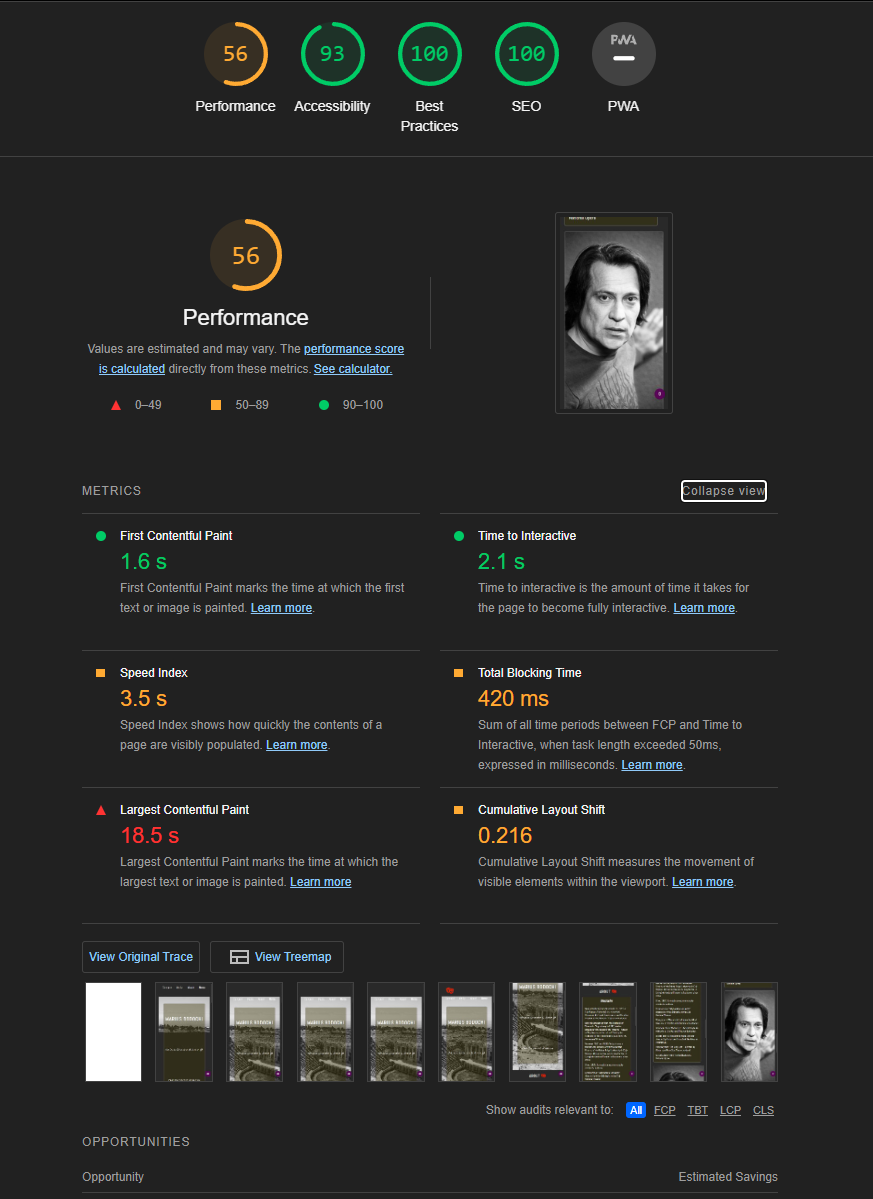 56
93
100
100
PWA
Performance
Accessibility
Best
Practices
SEO
PWA
56
Performance
Values are estimated and may vary. The performance score
is calculated directly from these metrics. See calculator.
0–49
50–89
90–100
METRICS
Collapse view
First Contentful Paint
1.6 s
First Contentful Paint marks the time at which the first
text or image is painted. Learn more.
Time to Interactive
2.1 s
Time to interactive is the amount of time it takes for
the page to become fully interactive. Learn more.
Speed Index
3.5 s
Speed Index shows how quickly the contents of a
page are visibly populated. Learn more.
Total Blocking Time
420 ms
Sum of all time periods between FCP and Time to
Interactive, when task length exceeded 50ms,
expressed in milliseconds. Learn more.
Largest Contentful Paint
18.5 s
Largest Contentful Paint marks the time at which the
largest text or image is painted. Learn more
Cumulative Layout Shift
0.216
Cumulative Layout Shift measures the movement of
visible elements within the viewport. Learn more.
View Original Trace
View Treemap
Show audits relevant to:
All
FCP
TBT
LCP
CLS
OPPORTUNITIES
Opportunity
Estimated Savings